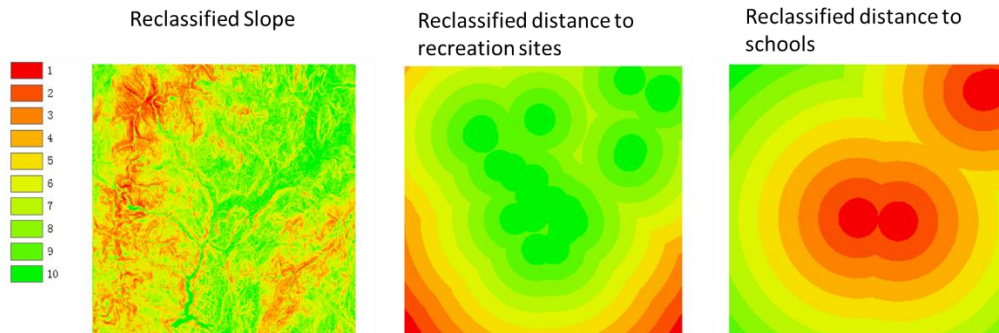 Reclassified Slope
Reclassified distance to
recreation sites
Reclassified distance to
schools
1
2
3
4
5
6
7
8
9
10